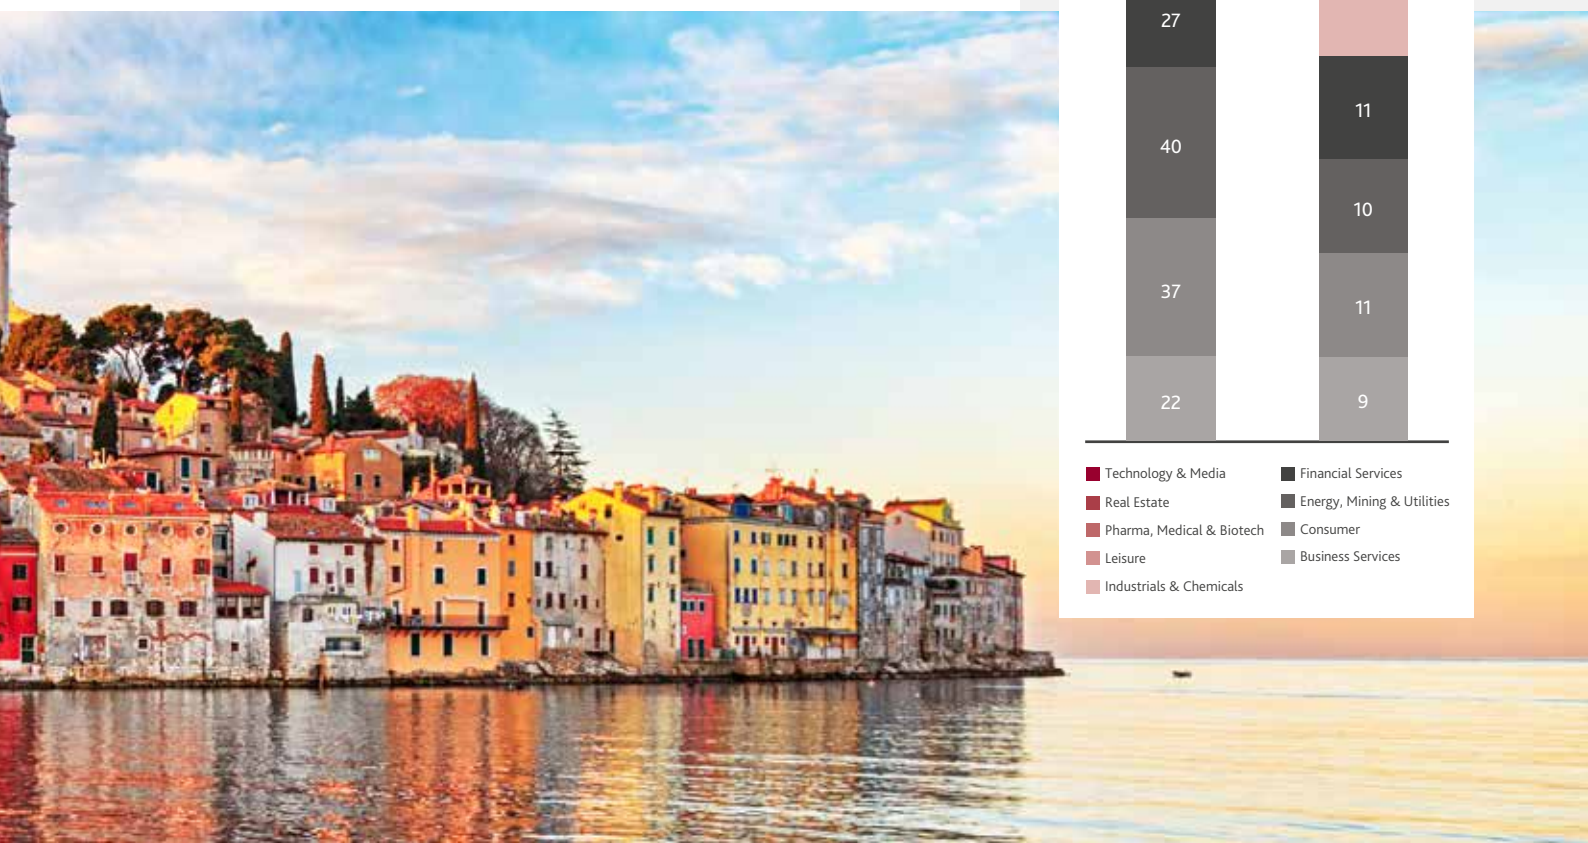 27
11
40
10
37
11
22
9
Technology & Media
Real Estate
Pharma, Medical & Biotech
Leisure
Industrials & Chemicals
Financial Services
Energy, Mining & Utilities
Consumer
Business Services